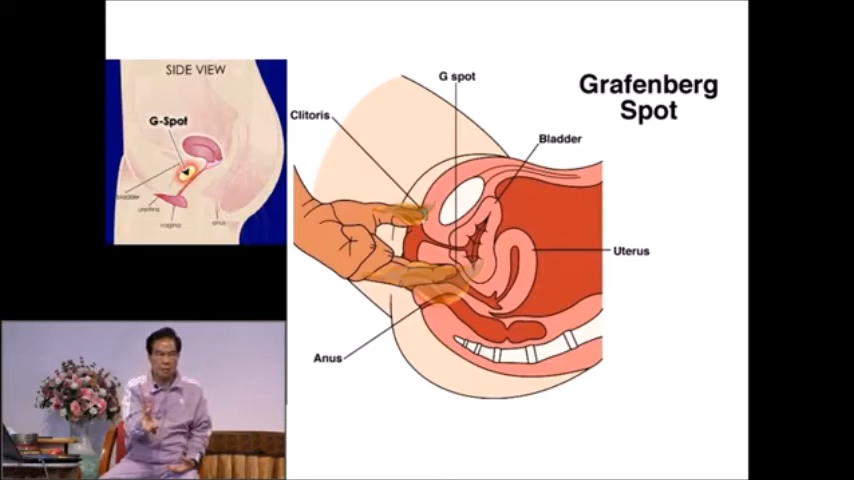 SIDE VIEW
G-Spot
bladder
urethra
vagina
anus
G spot
Grafenberg
Spot
Clitoris
Bladder
Uterus
Anus